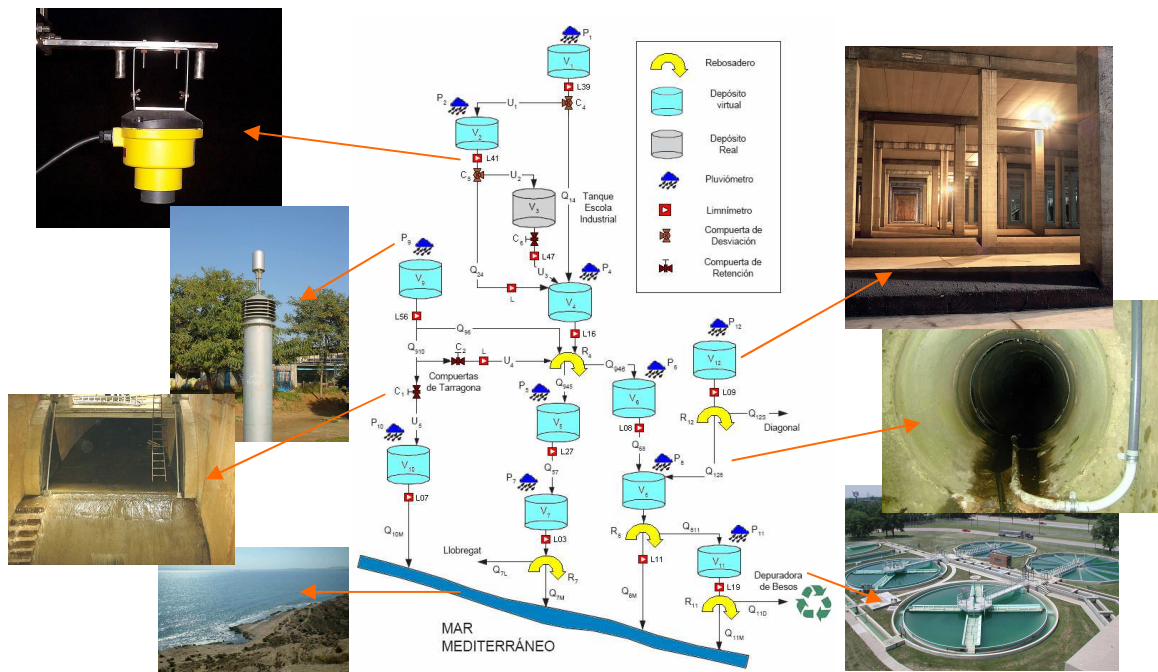 P1
V1
L39
C4
U1
P2
V2
L41
C5
U2
V3
Tanque
Escola
Industrial
Q14
C6
L47
U3
P4
Q24
L
V4
L16
P9
V9
L56
Q96
Q910
C2
L
U4
R4
Q946
Compuertas
de Tarragona
Q945
C1
U5
P10
V10
L07
Q10M
P5
V5
L27
Q57
P7
V7
L03
Llobregat
Q7L
R7
Q7M
P6
V6
L08
Q68
P8
R8
Q811
L11
Q8M
P12
V12
L09
R12
Q123
Diagonal
Q128
P11
V11
L19
R11
Q11D
Q11M
Depuradora
de Besos
MAR
MEDITERRÁNEO
Rebosadero
Depósito
virtual
Depósito
Real
Pluviómetro
Limnímetro
Compuerta de
Desviación
Compuerta de
Retención